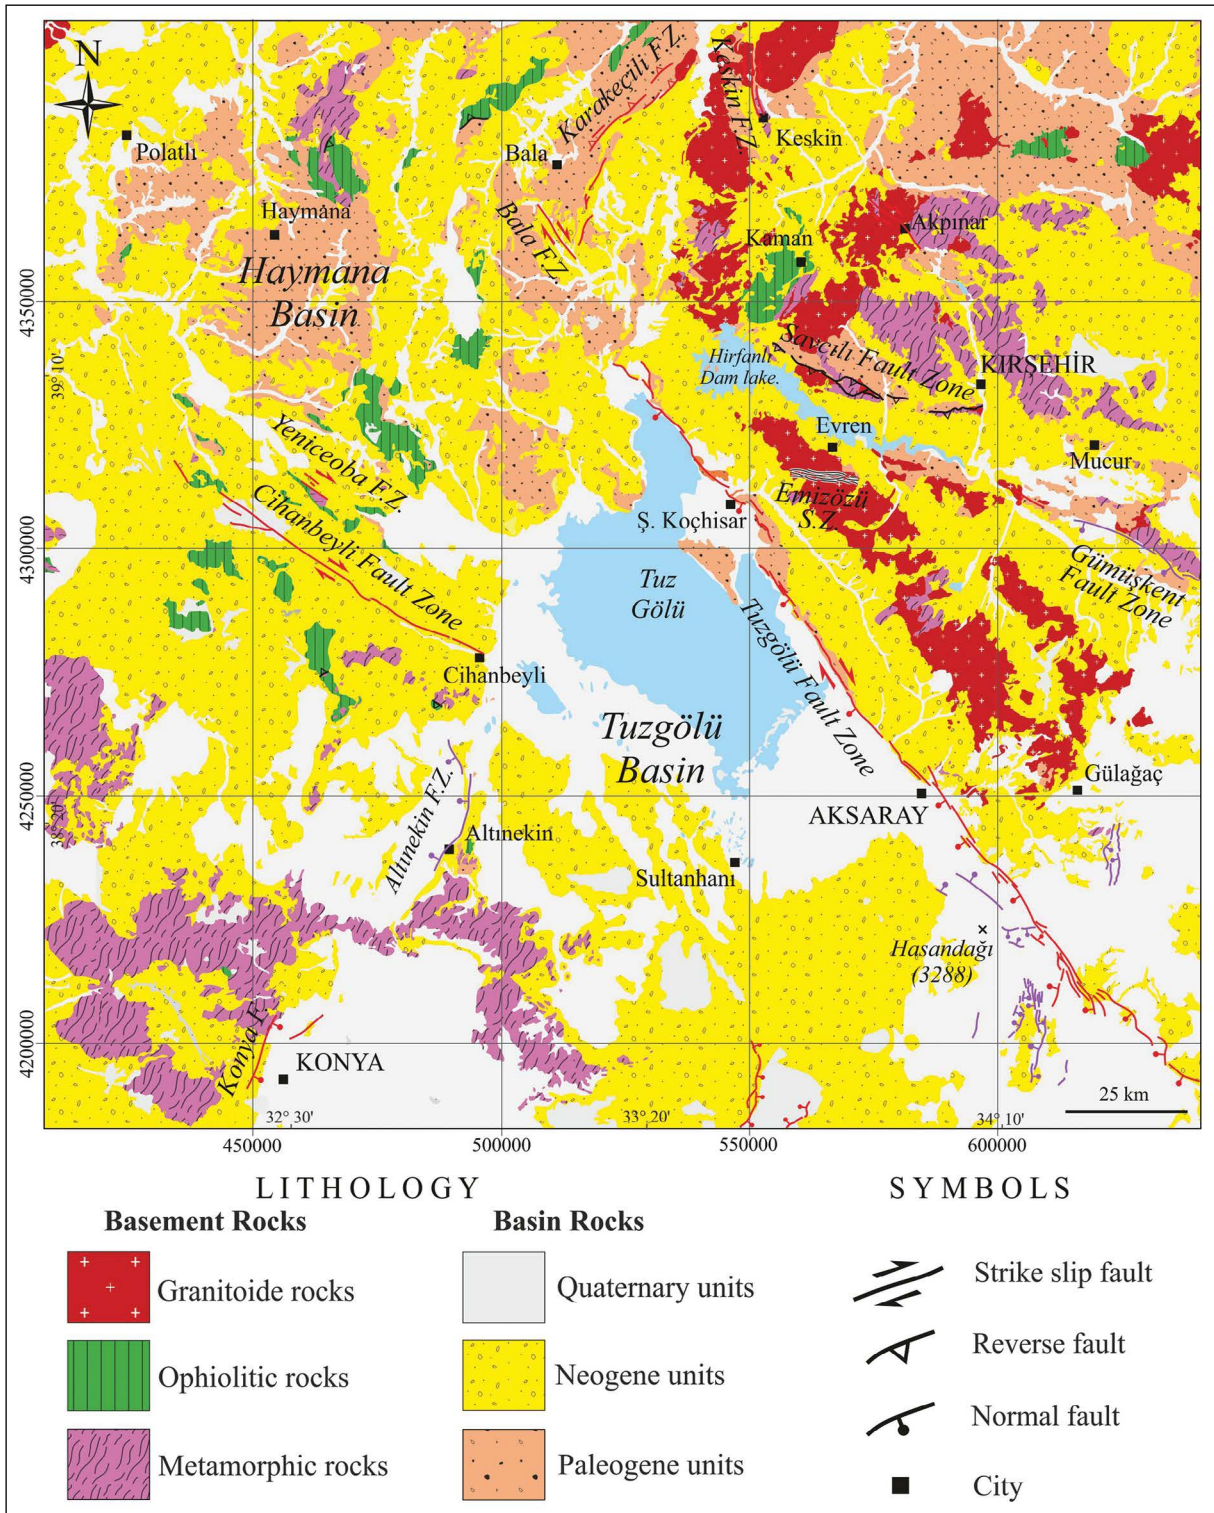 N
Karakeçili F.Z.
Keskin F.Z.
Keskin
Polatlı
Bala
Haymana
Bala F.Z.
Kaman
Akpınar
Haymana
Basin
4350000
39° 10'
Hirfanlı
Dam lake.
Savcılı Fault Zone
KIRŞEHİR
Evren
Mucur
Yeniceoba F.Z.
Cihanbeyli Fault Zone
Emizözü
S.Z.
Ş. Koçhisar
4300000
Tuz
Gölü
Gümüşkent
Fault Zone
Tuzgölü Fault Zone
Cihanbeyli
Tuzgölü
Basin
Gülağaç
4250000
38° 20'
AKSARAY
Altınekin F.Z.
Altınekin
Sultanhanı
Hasandağı
(3288)
4200000
Konya F.
KONYA
25 km
32° 30'
33° 20'
34° 10'
450000
500000
550000
600000
LITHOLOGY
SYMBOLS
Basement Rocks
Basin Rocks
Granitoide rocks
Quaternary units
Strike slip fault
Ophiolitic rocks
Neogene units
Reverse fault
Normal fault
Metamorphic rocks
Paleogene units
City